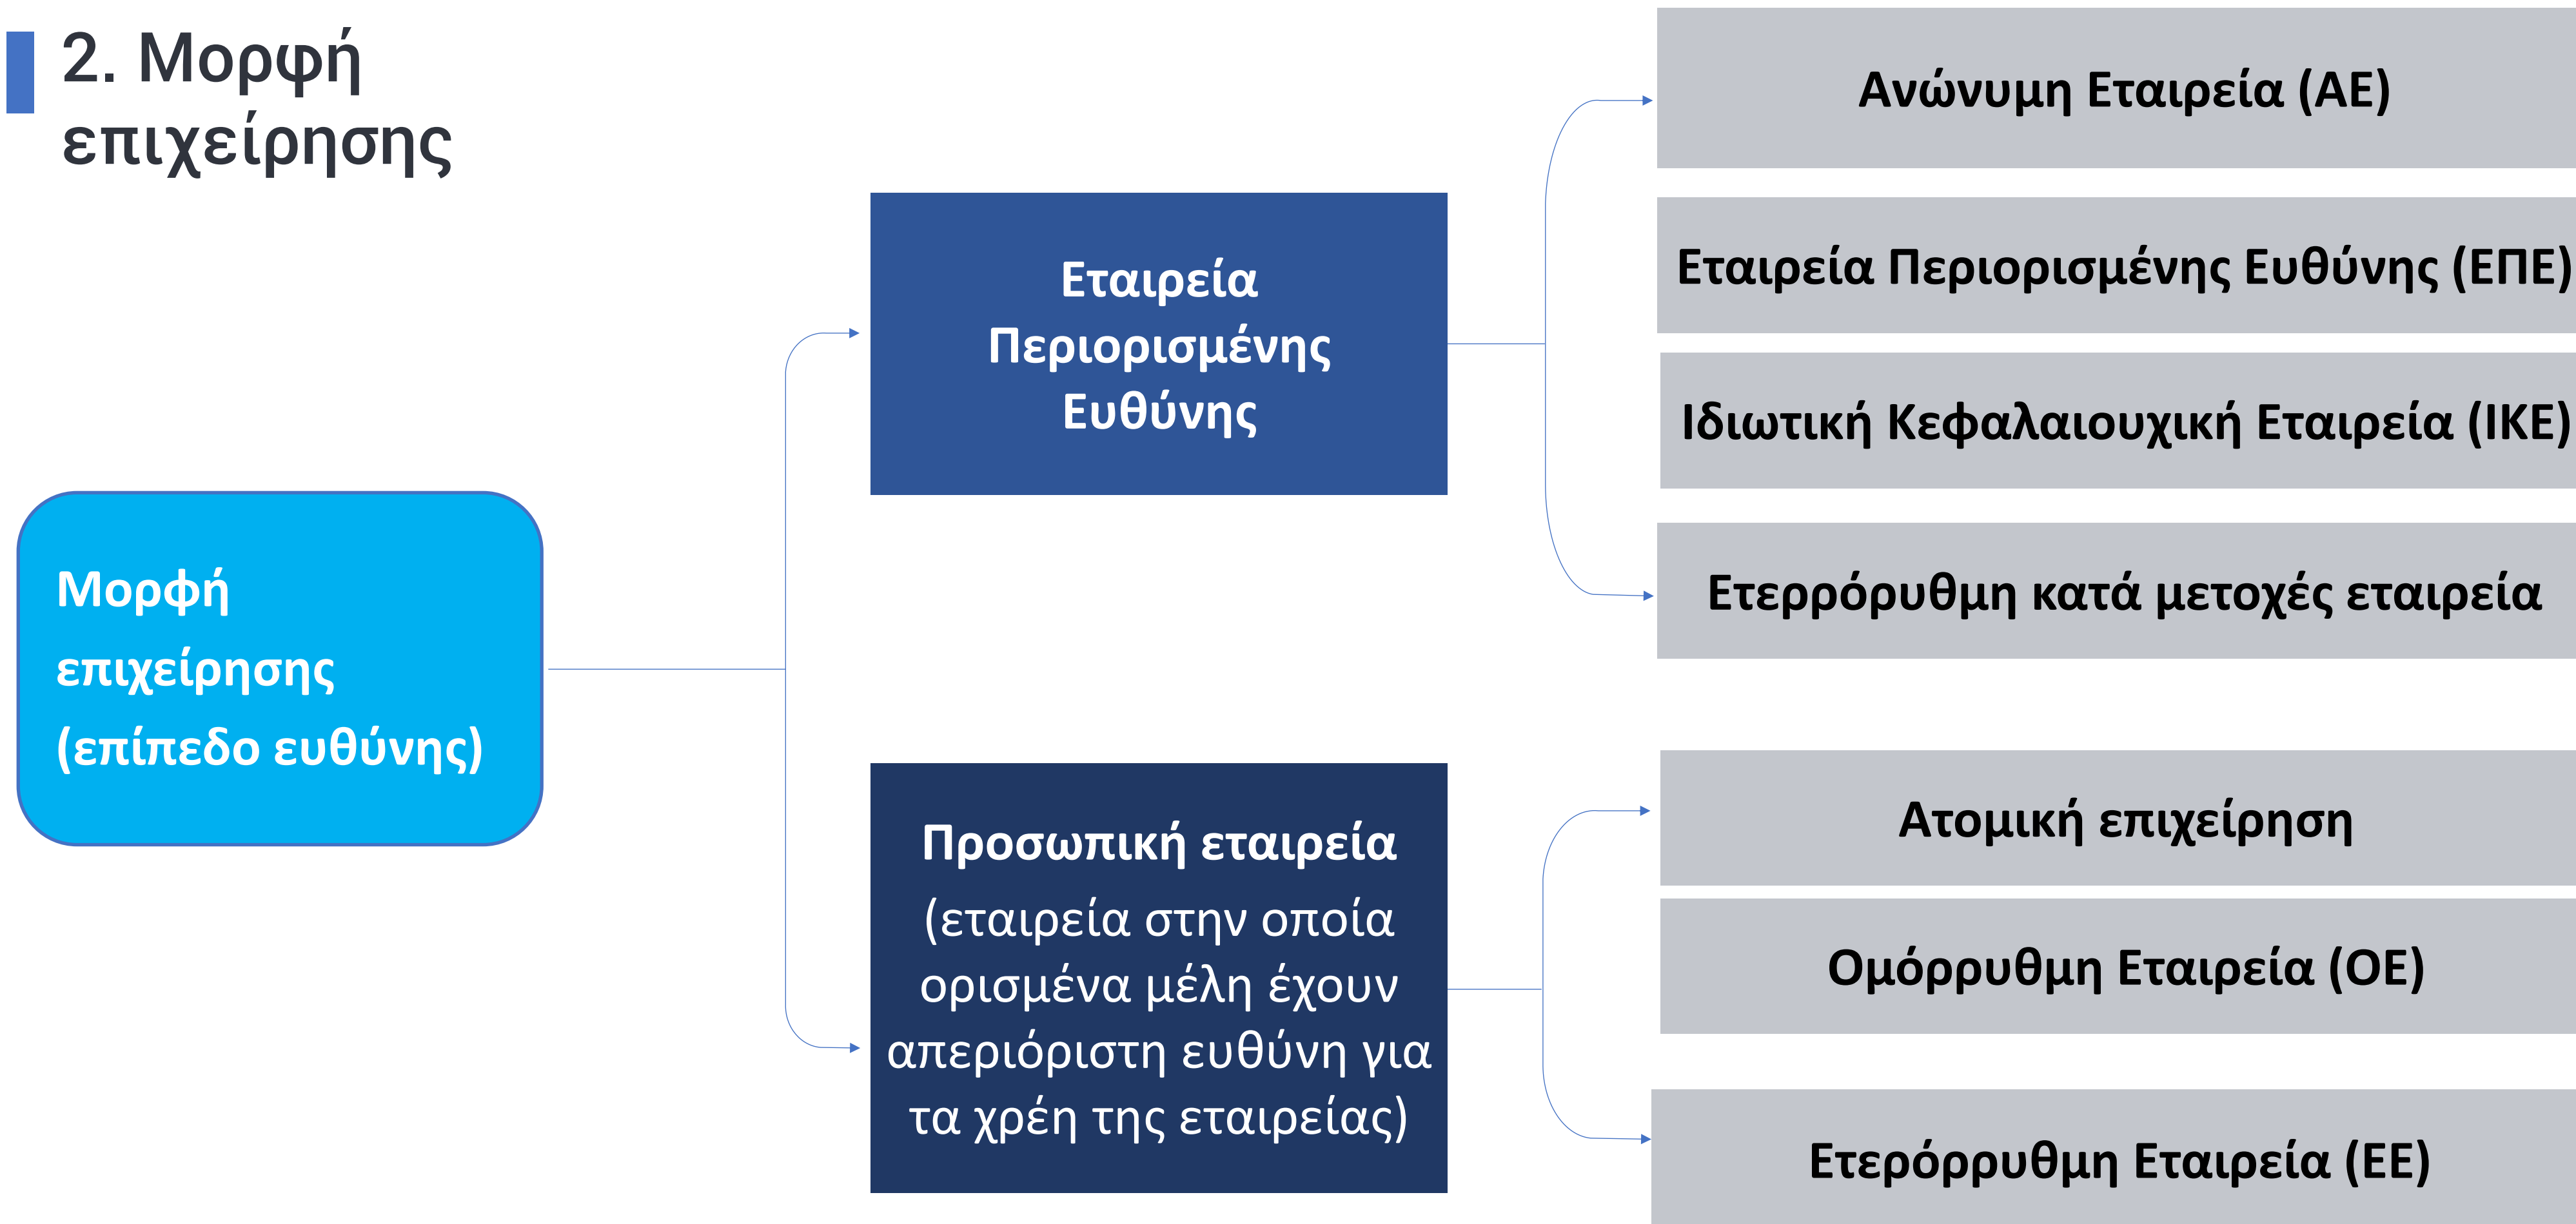 2. Μορφή
επιχείρησης
Μορφή
επιχείρησης
(επίπεδο ευθύνης)
Εταιρεία
Περιορισμένης
Ευθύνης
Ανώνυμη Εταιρεία (ΑΕ)
Εταιρεία Περιορισμένης Ευθύνης (ΕΠΕ)
Ιδιωτική Κεφαλαιουχική Εταιρεία (ΙΚΕ)
Ετερρόρυθμη κατά μετοχές εταιρεία
Προσωπική εταιρεία
(εταιρεία στην οποία
ορισμένα μέλη έχουν
απεριόριστη ευθύνη για
τα χρέη της εταιρείας)
Ατομική επιχείρηση
Ομόρρυθμη Εταιρεία (ΟΕ)
Ετερόρρυθμη Εταιρεία (ΕΕ)